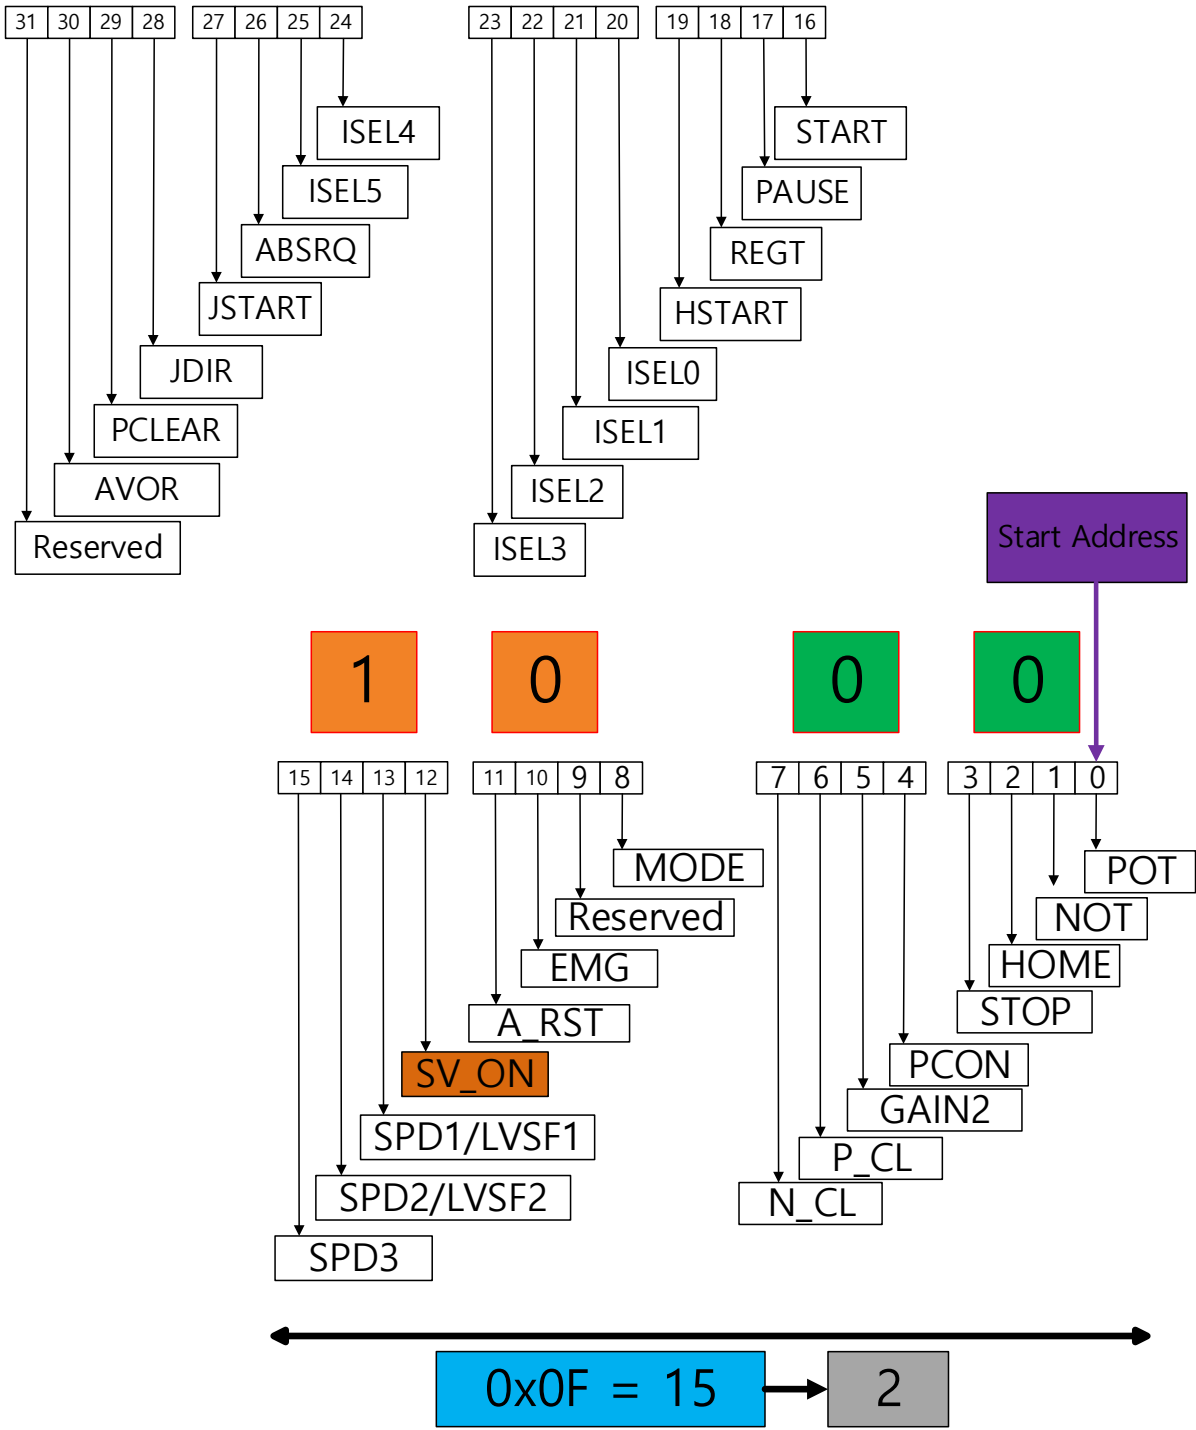 31 30 29 28 27 26 25 24 23 22 21 20 19 18 17 16
ISEL4
START
ISEL5
PAUSE
ABSRQ
REGT
JSTART
HSTART
JDIR
ISEL0
PCLEAR
ISEL1
AVOR
ISEL2
Reserved
ISEL3
Start Address
1 0 0 0
15 14 13 12 11 10 9 8 7 6 5 4 3 2 1 0
MODE
POT
Reserved
NOT
EMG
HOME
A_RST
STOP
SV_ON
PCON
SPD1/LVSF1
GAIN2
SPD2/LVSF2
P_CL
SPD3
N_CL
0x0F = 15
2